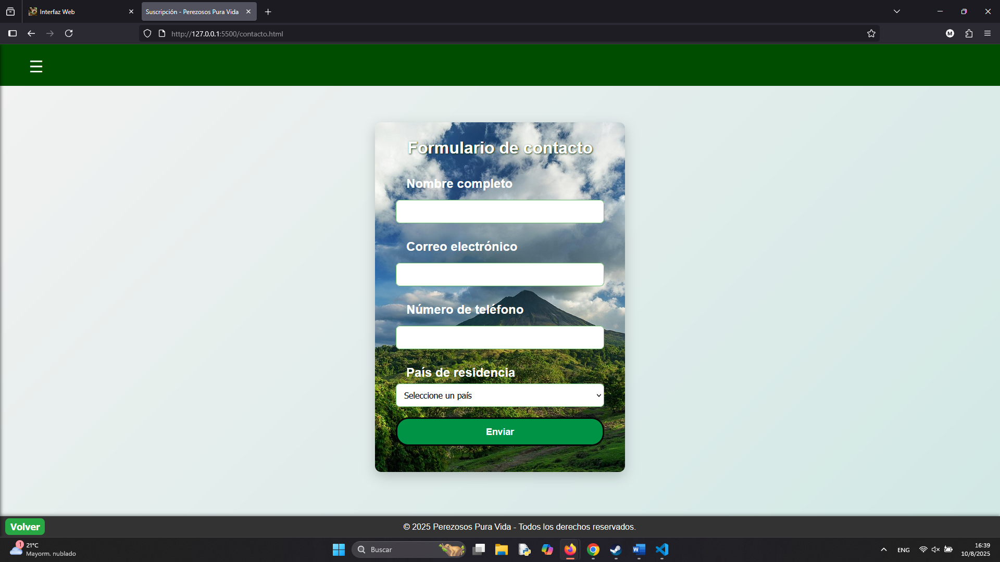 Interfaz Web
Suscripción - Perezosos Pura Vida
http://127.0.0.1:5500/contacto.html
M
Formulario de contacto
Nombre completo
Correo electrónico
Número de teléfono
País de residencia
Seleccione un país
Enviar
Volver
© 2025 Perezosos Pura Vida - Todos los derechos reservados.
1
21°C
Mayorm. nublado
Buscar
ENG
16:39
10/8/2025